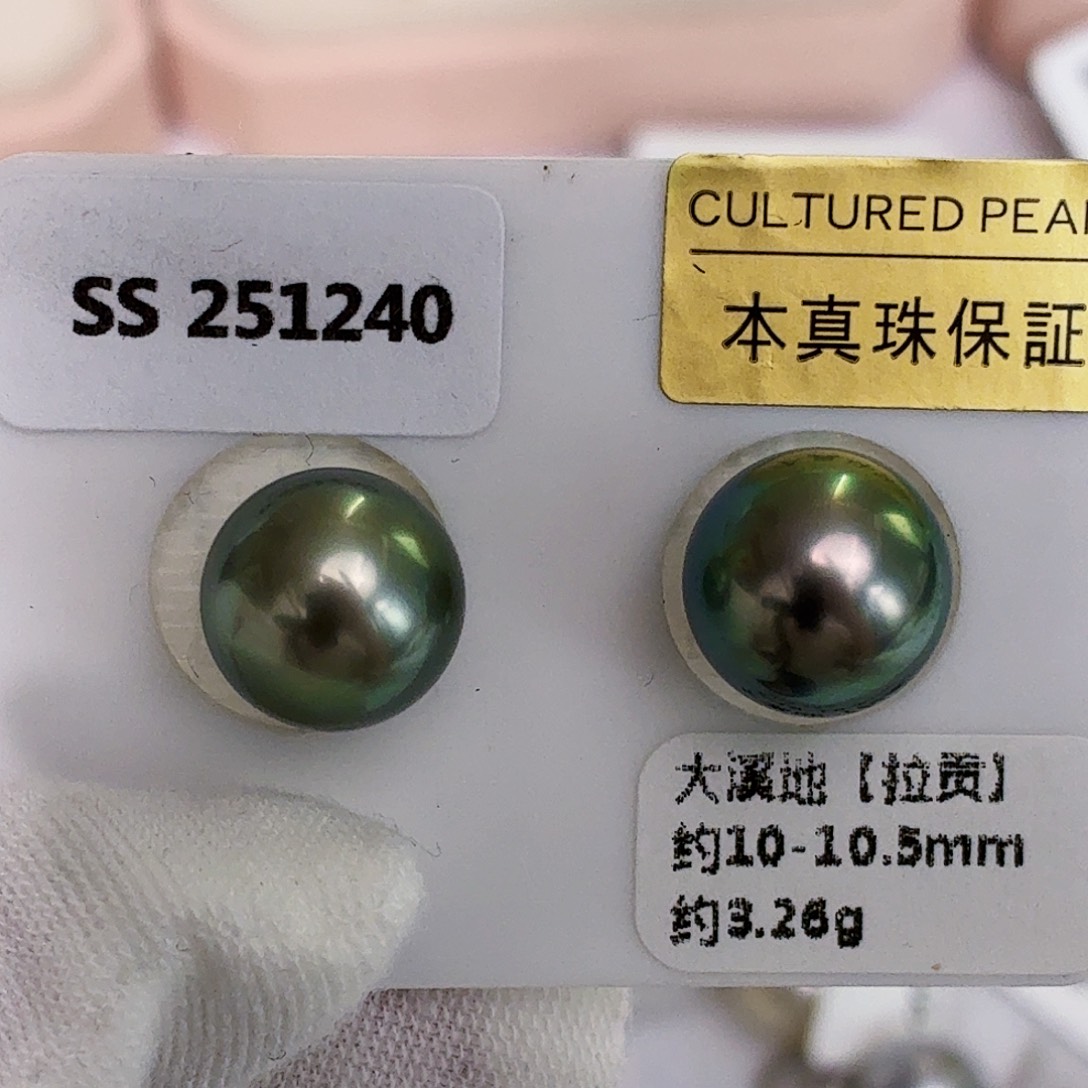 SS 251240
CULTURED PEA
本真珠保証
大溪地【拉贡】
约10-10.5mm
约3.26g